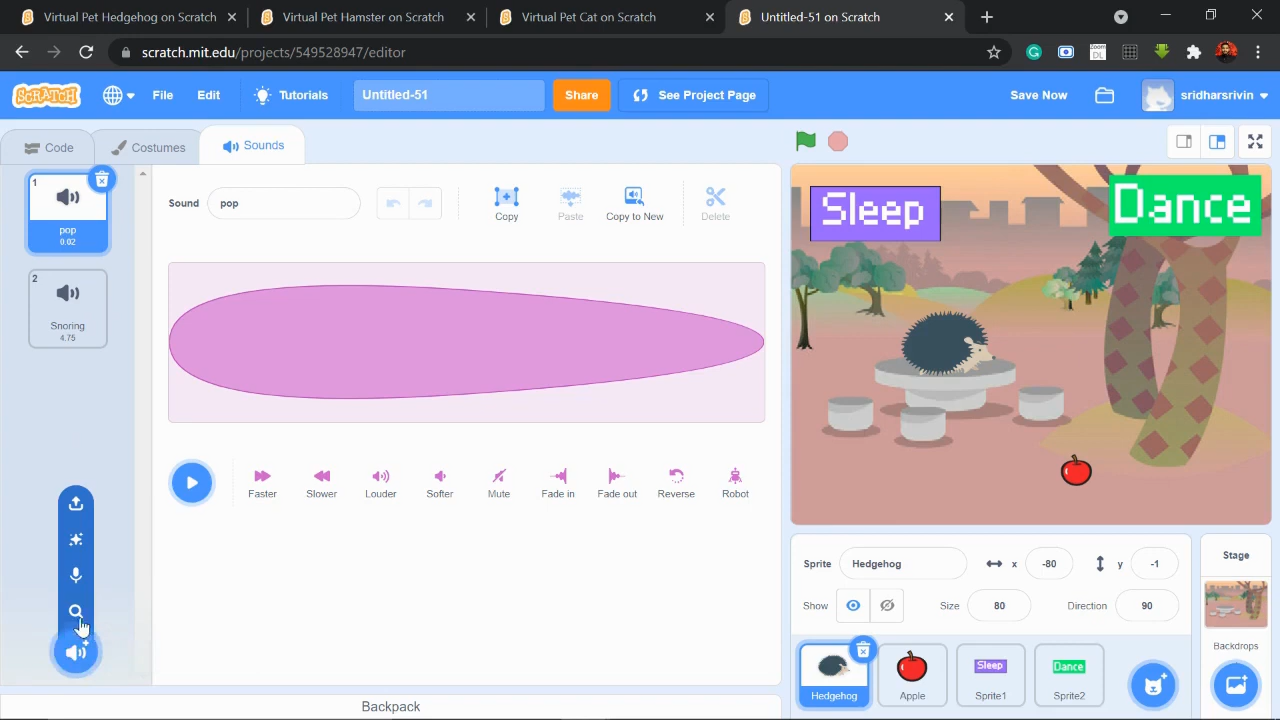 Virtual Pet Hedgehog on Scratch
Virtual Pet Hamster on Scratch
Virtual Pet Cat on Scratch
Untitled-51 on Scratch
scratch.mit.edu/projects/549528947/editor
Zoom DL
SCRATCH
File
Edit
Tutorials
Untitled-51
Share
See Project Page
Save Now
sridharsrivin
Code
Costumes
Sounds
1
pop
0.02
2
Snoring
4.75
Sound
pop
Copy
Paste
Copy to New
Delete
Faster
Slower
Louder
Softer
Mute
Fade in
Fade out
Reverse
Robot
Sleep
Dance
Sprite
Hedgehog
x
-80
y
-1
Show
Size
80
Direction
90
Hedgehog
Apple
Sleep
Sprite1
Dance
Sprite2
Stage
Backdrops
Backpack